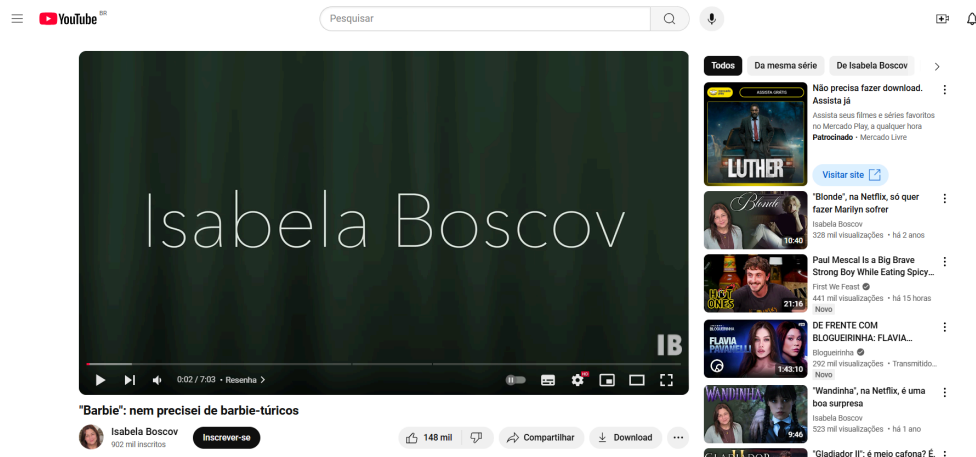 YouTube BR
Pesquisar
Isabela Boscov
IB
0:02 / 7:03 • Resenha
HD
"Barbie": nem precisei de barbie-túricos
Isabela Boscov
902 mil inscritos
Inscrever-se
148 mil
Compartilhar
Download
Todos
Da mesma série
De Isabela Boscov
ASSISTA GRÁTIS
LUTHER
Não precisa fazer download.
Assista já
Assista seus filmes e séries favoritos
no Mercado Play, a qualquer hora
Patrocinado · Mercado Livre
Visitar site
Blonde
10:40
"Blonde", na Netflix, só quer
fazer Marilyn sofrer
Isabela Boscov
328 mil visualizações • há 2 anos
HOT
ONES
21:16
Paul Mescal Is a Big Brave
Strong Boy While Eating Spicy...
First We Feast
441 mil visualizações • há 15 horas
Novo
FLAVIA
PAVANELLI
1:43:10
DE FRENTE COM
BLOGUEIRINHA: FLAVIA...
Blogueirinha
292 mil visualizações • Transmitido...
Novo
WANDINHA
9:46
"Wandinha", na Netflix, é uma
boa surpresa
Isabela Boscov
523 mil visualizações • há 1 ano
"Gladiador II": é meio cafona? É.